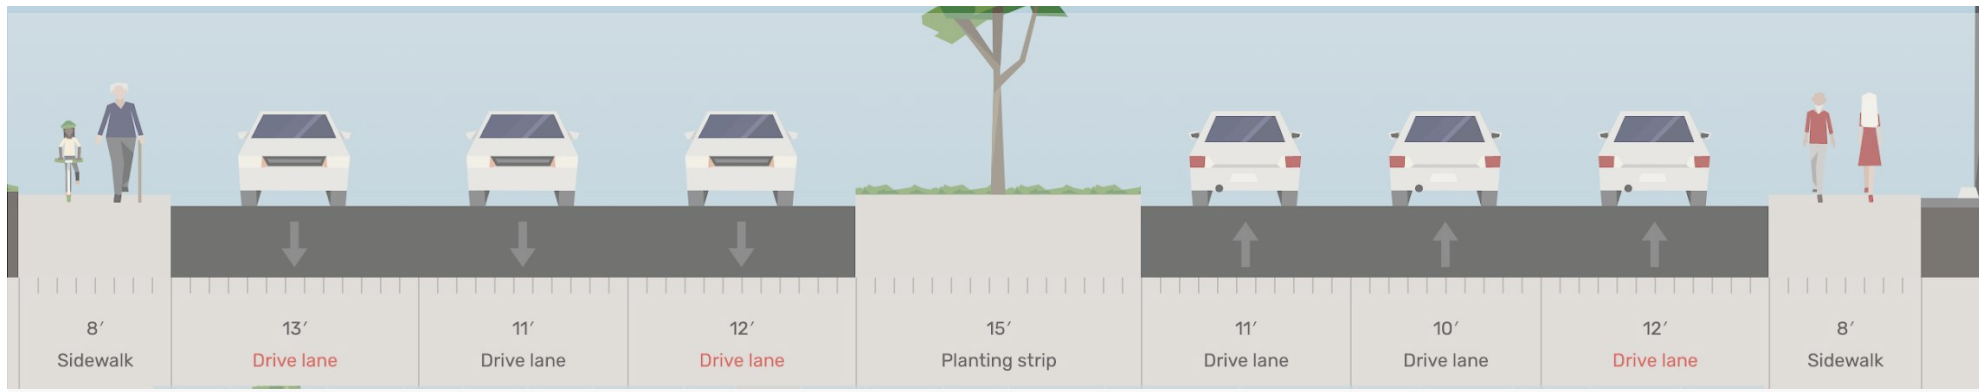 8′ 13′ 11′ 12′ 15′ 11′ 10′ 12′ 8′
Sidewalk Drive lane Drive lane Drive lane Planting strip Drive lane Drive lane Drive lane Sidewalk